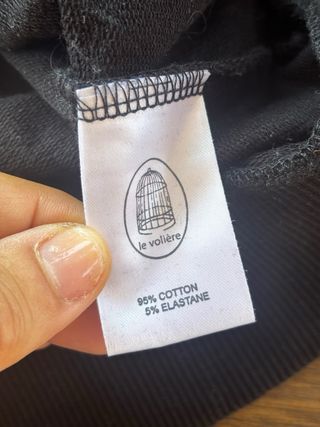 le volière
95% COTTON
5% ELASTANE